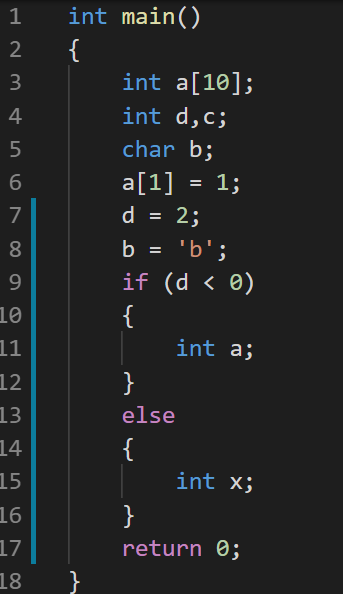 1 int main()
2 {
3 int a[10];
4 int d,c;
5 char b;
6 a[1] = 1;
7 d = 2;
8 b = 'b';
9 if (d < 0)
10 {
11 int a;
12 }
13 else
14 {
15 int x;
16 }
17 return 0;
18 }